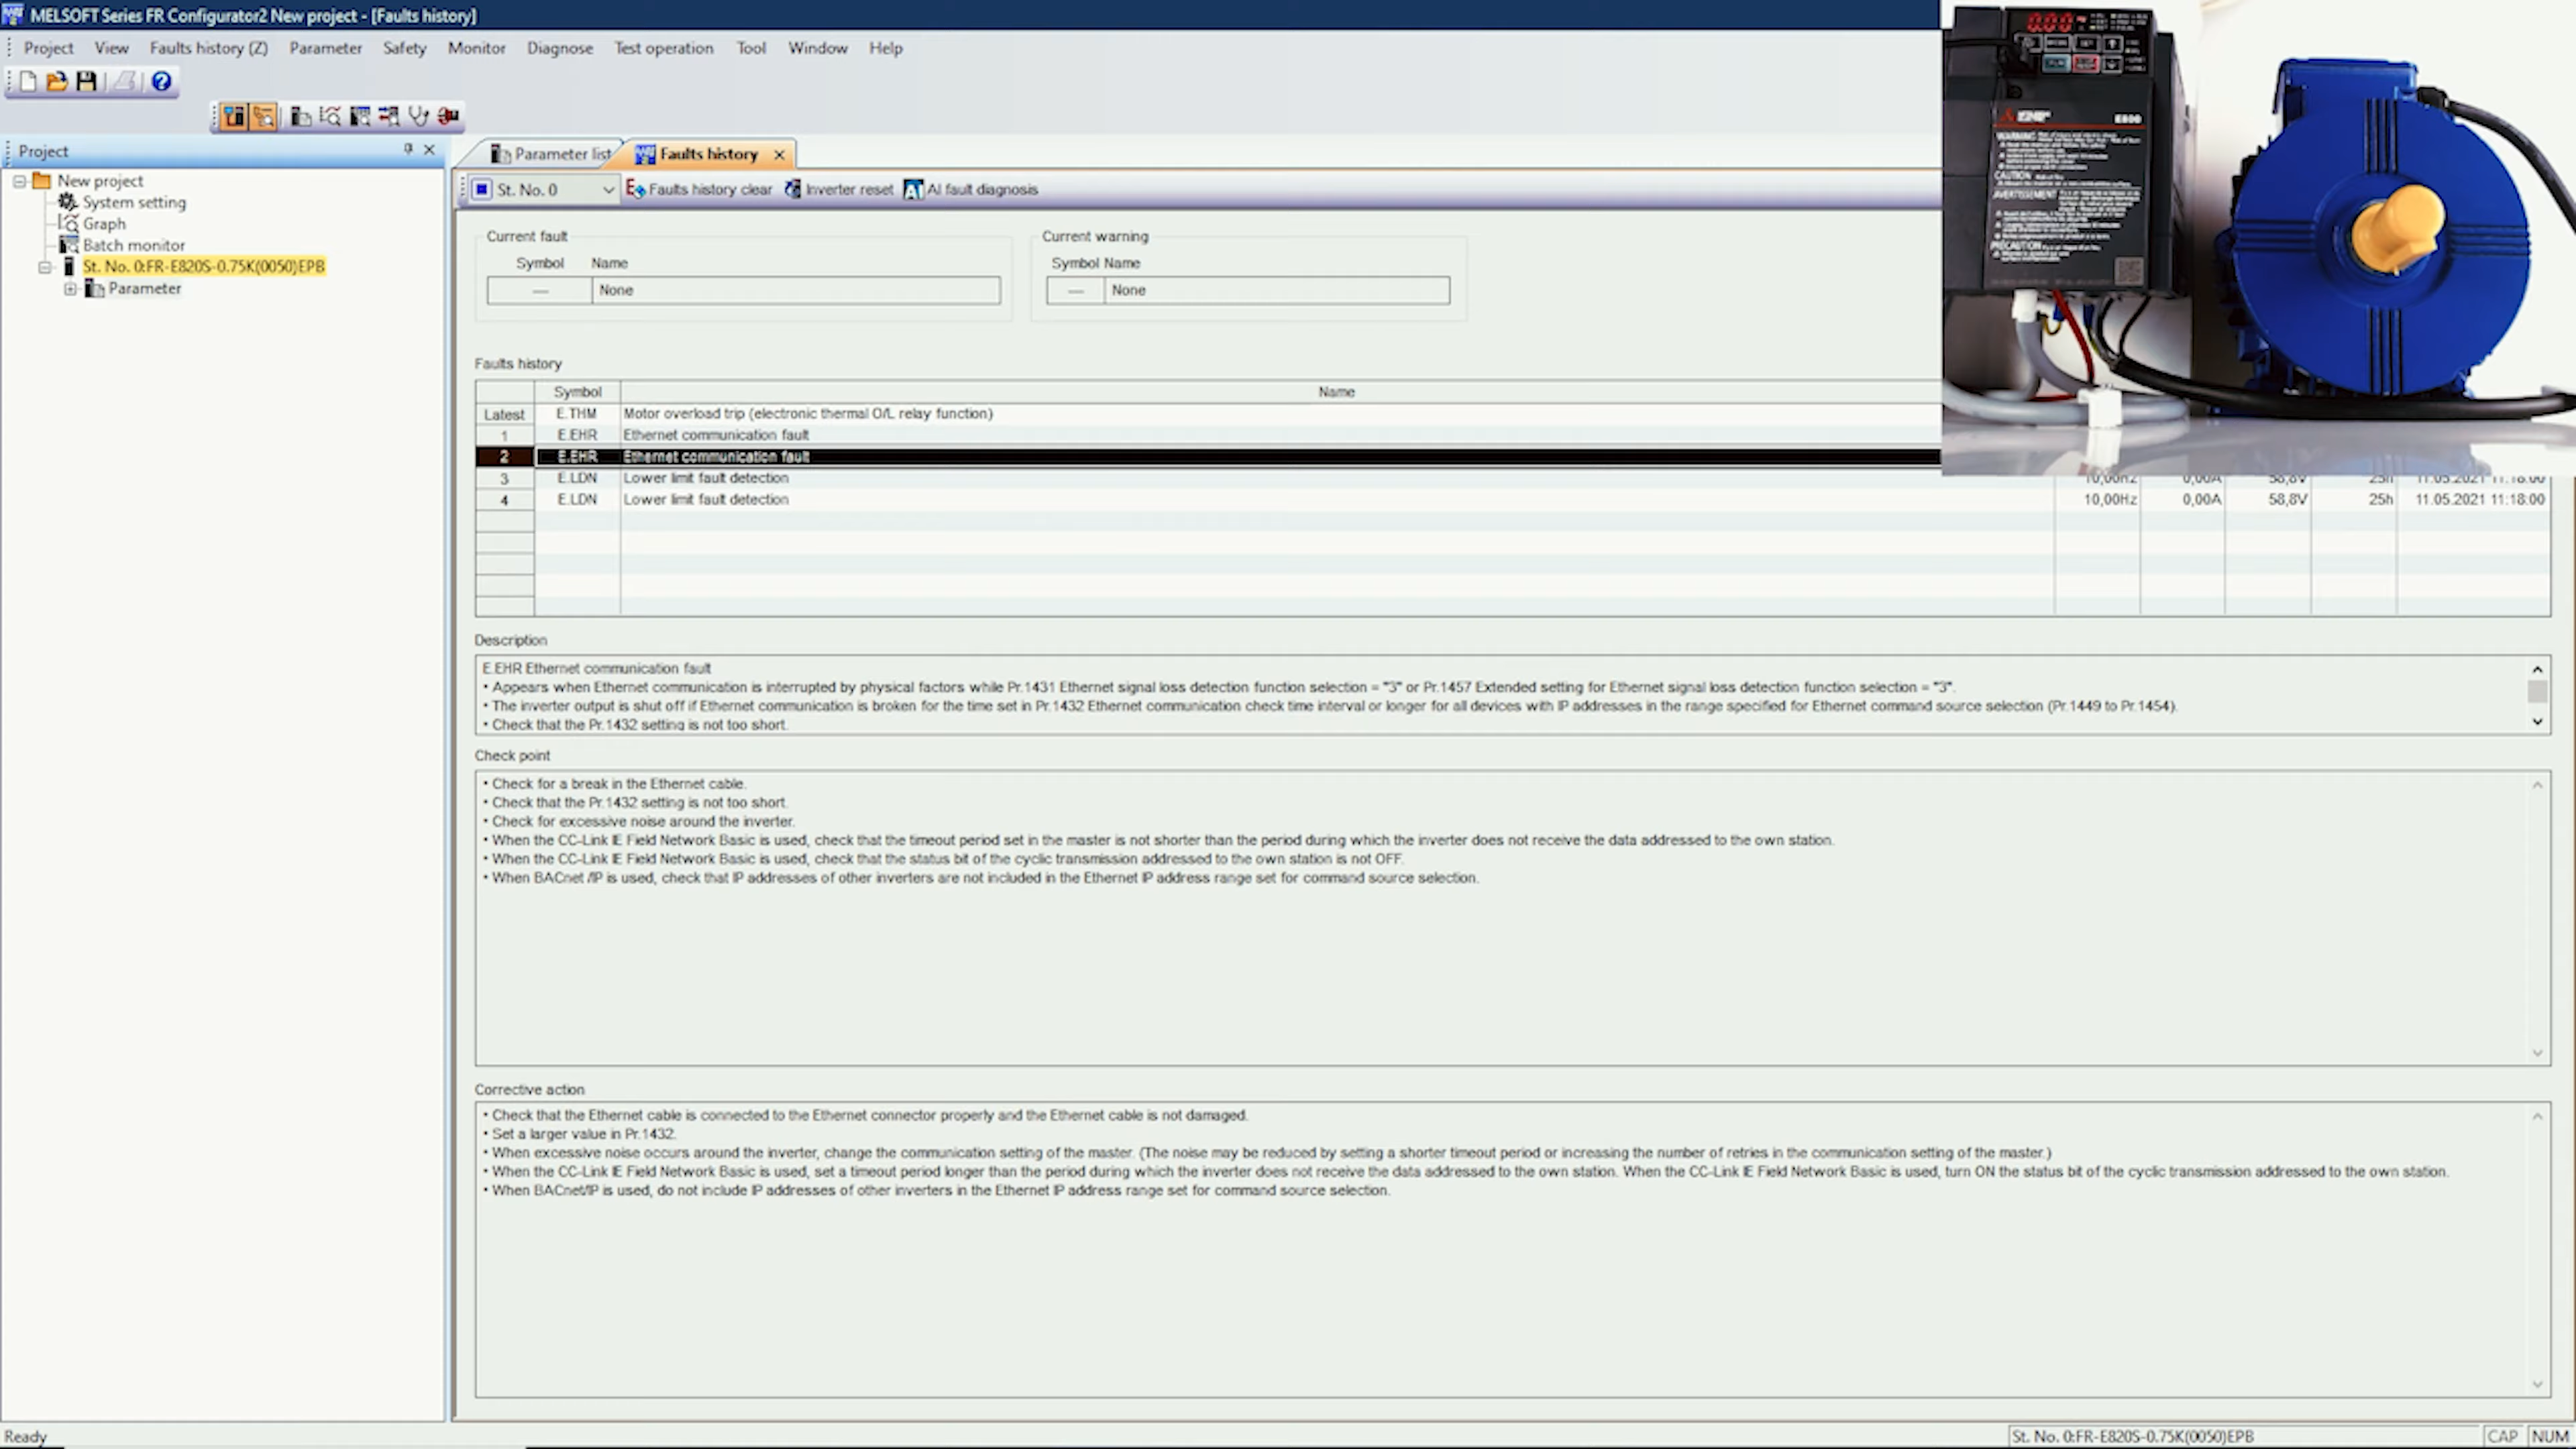 MELSOFT Series FR Configurator2 New project - [Faults history]
Project View Faults history (Z) Parameter Safety Monitor Diagnose Test operation Tool Window Help
Project
New project
System setting
Graph
Batch monitor
St. No. 0:FR-E820S-0.75K(0050)EPB
Parameter
Parameter list Faults history
St. No. 0 Faults history clear Inverter reset AI fault diagnosis
Current fault
Symbol Name
— None
Current warning
Symbol Name
— None
Faults history
Symbol Name
Latest E.THM Motor overload trip (electronic thermal O/L relay function)
1 E.EHR Ethernet communication fault
2 E.EHR Ethernet communication fault
3 E.LDN Lower limit fault detection 10,00Hz 0,00A 58,8V 25h 11.05.2021 11:18:00
4 E.LDN Lower limit fault detection 10,00Hz 0,00A 58,8V 25h 11.05.2021 11:18:00
Description
E.EHR Ethernet communication fault
• Appears when Ethernet communication is interrupted by physical factors while Pr.1431 Ethernet signal loss detection function selection = "3" or Pr.1457 Extended setting for Ethernet signal loss detection function selection = "3".
• The inverter output is shut off if Ethernet communication is broken for the time set in Pr.1432 Ethernet communication check time interval or longer for all devices with IP addresses in the range specified for Ethernet command source selection (Pr.1449 to Pr.1454).
• Check that the Pr.1432 setting is not too short.
Check point
• Check for a break in the Ethernet cable.
• Check that the Pr.1432 setting is not too short.
• Check for excessive noise around the inverter.
• When the CC-Link IE Field Network Basic is used, check that the timeout period set in the master is not shorter than the period during which the inverter does not receive the data addressed to the own station.
• When the CC-Link IE Field Network Basic is used, check that the status bit of the cyclic transmission addressed to the own station is not OFF.
• When BACnet /IP is used, check that IP addresses of other inverters are not included in the Ethernet IP address range set for command source selection.
Corrective action
• Check that the Ethernet cable is connected to the Ethernet connector properly and the Ethernet cable is not damaged.
• Set a larger value in Pr.1432.
• When excessive noise occurs around the inverter, change the communication setting of the master. (The noise may be reduced by setting a shorter timeout period or increasing the number of retries in the communication setting of the master.)
• When the CC-Link IE Field Network Basic is used, set a timeout period longer than the period during which the inverter does not receive the data addressed to the own station. When the CC-Link IE Field Network Basic is used, turn ON the status bit of the cyclic transmission addressed to the own station.
• When BACnet/IP is used, do not include IP addresses of other inverters in the Ethernet IP address range set for command source selection.
Ready St. No. 0:FR-E820S-0.75K(0050)EPB CAP NUM
0.00
E800
WARNING
CAUTION
AVERTISSEMENT
PRÉCAUTION